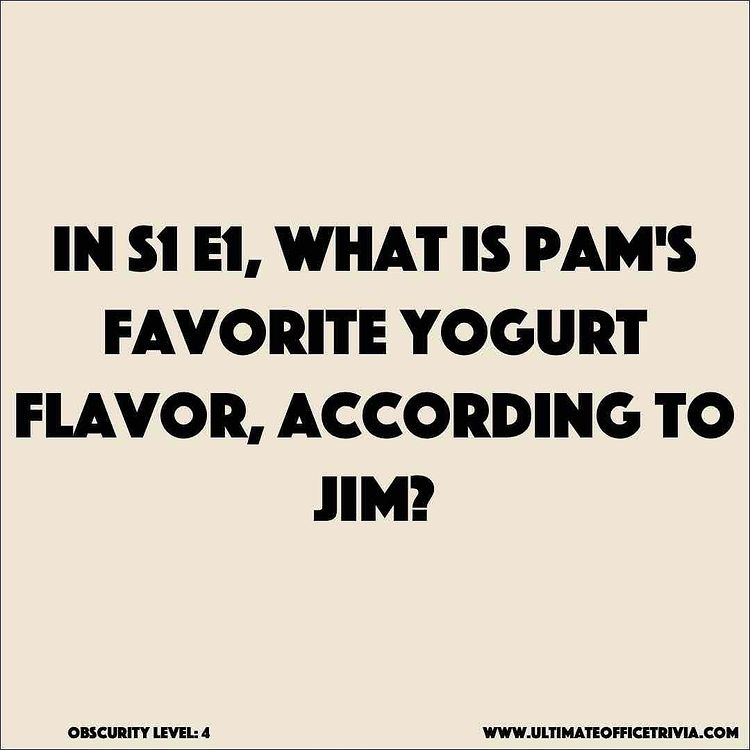 IN S1 E1, WHAT IS PAM'S
FAVORITE YOGURT
FLAVOR, ACCORDING TO
JIM?
OBSCURITY LEVEL: 4
WWW.ULTIMATEOFFICETRIVIA.COM